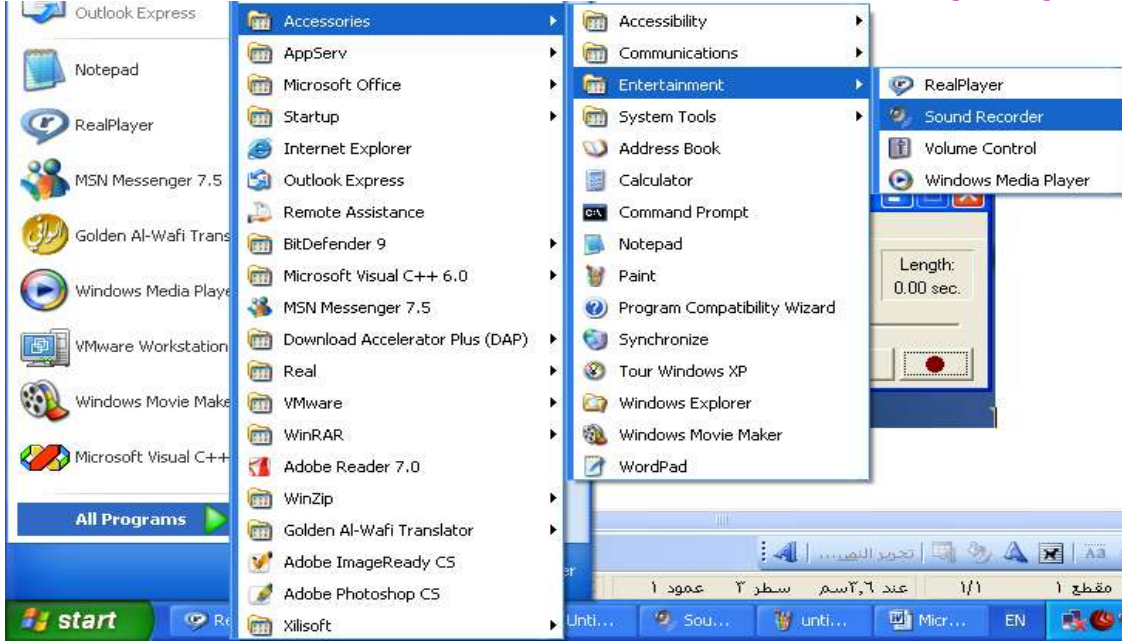 Outlook Express
Notepad
RealPlayer
MSN Messenger 7.5
Golden Al-Wafi Trans
Windows Media Playe
VMware Workstation
Windows Movie Make
Microsoft Visual C++
All Programs
Accessories
AppServ
Microsoft Office
Startup
Internet Explorer
Outlook Express
Remote Assistance
BitDefender 9
Microsoft Visual C++ 6.0
MSN Messenger 7.5
Download Accelerator Plus (DAP)
Real
VMware
WinRAR
Adobe Reader 7.0
WinZip
Golden Al-Wafi Translator
Adobe ImageReady CS
Adobe Photoshop CS
Xilisoft
Accessibility
Communications
Entertainment
System Tools
Address Book
Calculator
Command Prompt
Notepad
Paint
Program Compatibility Wizard
Synchronize
Tour Windows XP
Windows Explorer
Windows Movie Maker
WordPad
RealPlayer
Sound Recorder
Volume Control
Windows Media Player
Length:
0.00 sec.
تحرير النص...
مقطع ١ ١/١ عند ٢,٦سم سطر ٣ عمود ١
start
Re
Unti...
Sou...
unti...
Micr...
EN